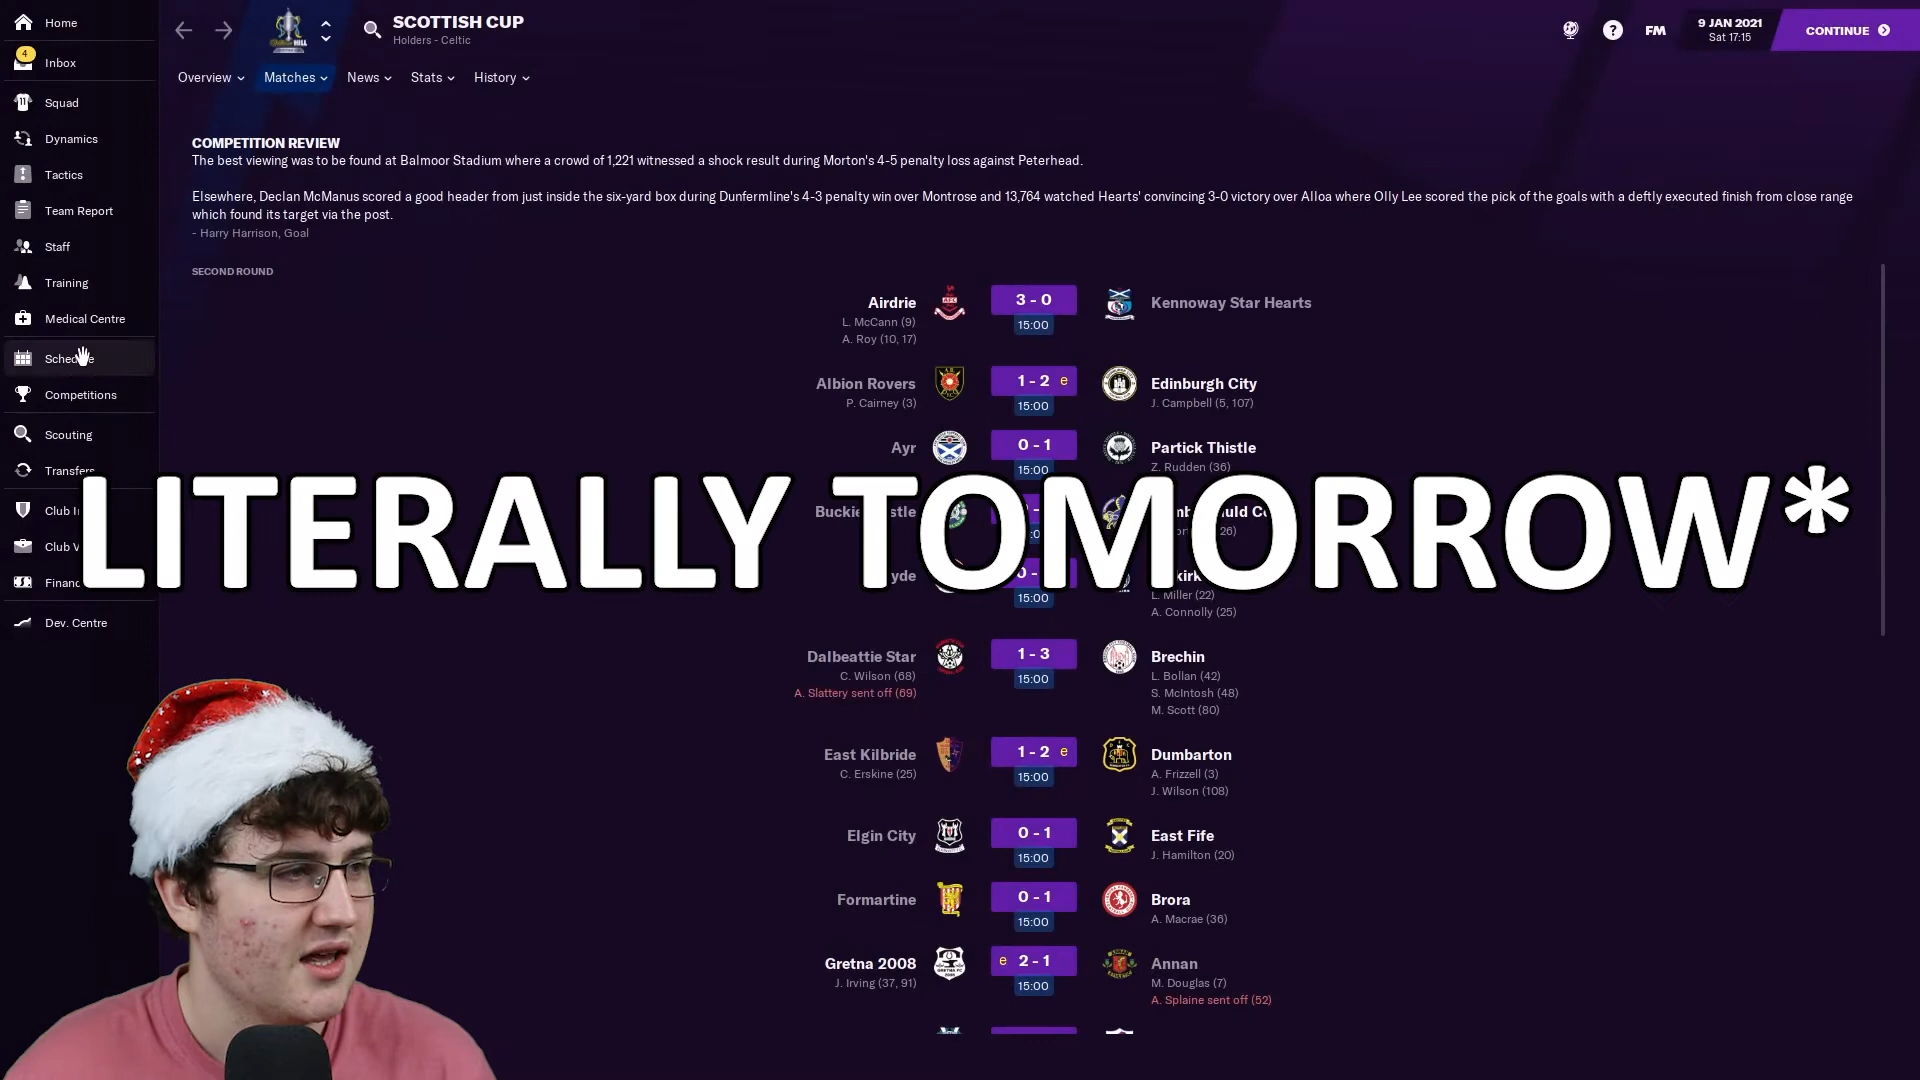 Home
4
Inbox
Squad
Dynamics
Tactics
Team Report
Staff
Training
Medical Centre
Competitions
Scouting
Transfers
Club
Club
Dev. Centre
SCOTTISH CUP
Holders - Celtic
FM
9 JAN 2021
Sat 17:15
CONTINUE
Overview
Matches
News
Stats
History
COMPETITION REVIEW
The best viewing was to be found at Balmoor Stadium where a crowd of 1,221 witnessed a shock result during Morton's 4-5 penalty loss against Peterhead.
Elsewhere, Declan McManus scored a good header from just inside the six-yard box during Dunfermline's 4-3 penalty win over Montrose and 13,764 watched Hearts' convincing 3-0 victory over Alloa where Olly Lee scored the pick of the goals with a deftly executed finish from close range
which found its target via the post.
- Harry Harrison, Goal
SECOND ROUND
Airdrie 3 - 0 Kennoway Star Hearts
L. McCann (9) 15:00
A. Roy (10, 17)
Albion Rovers 1 - 2 e Edinburgh City
P. Cairney (3) 15:00 J. Campbell (5, 107)
Ayr 0 - 1 Partick Thistle
15:00 Z. Rudden (36)
LITERALLY TOMORROW*
15:00 L. Miller (22)
A. Connolly (25)
Dalbeattie Star 1 - 3 Brechin
C. Wilson (68) 15:00 L. Bollan (42)
A. Slattery sent off (69) S. McIntosh (48)
M. Scott (80)
East Kilbride 1 - 2 e Dumbarton
C. Erskine (25) 15:00 A. Frizzell (3)
J. Wilson (108)
Elgin City 0 - 1 East Fife
15:00 J. Hamilton (20)
Formartine 0 - 1 Brora
15:00 A. Macrae (36)
Gretna 2008 e 2 - 1 Annan
J. Irving (37, 91) 15:00 M. Douglas (7)
A. Splaine sent off (52)